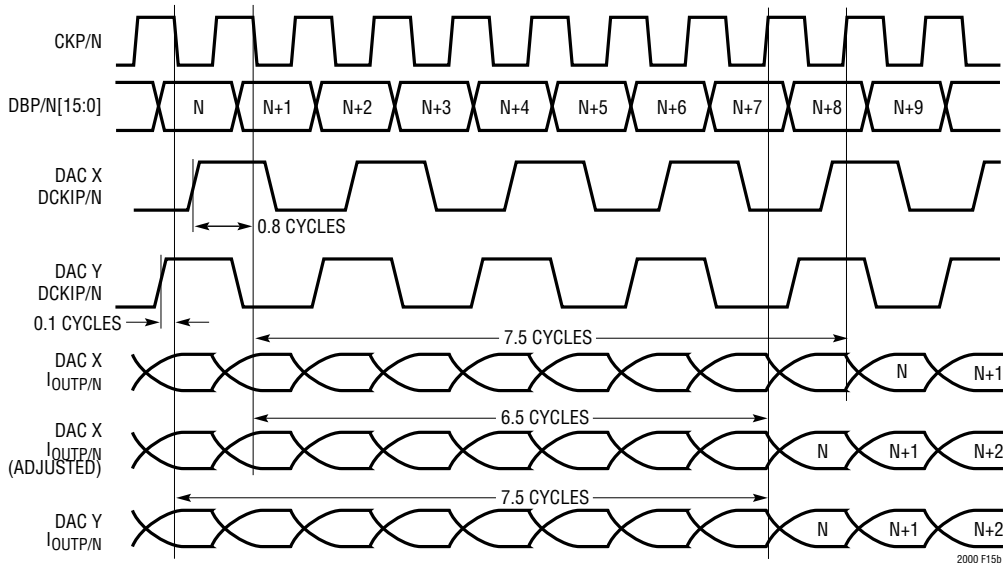 CKP/N
DBP/N[15:0]
N N+1 N+2 N+3 N+4 N+5 N+6 N+7 N+8 N+9
DAC X
DCKIP/N
0.8 CYCLES
DAC Y
DCKIP/N
0.1 CYCLES
7.5 CYCLES
DAC X
IOUTP/N
N N+1
6.5 CYCLES
DAC X
IOUTP/N
(ADJUSTED)
N N+1 N+2
7.5 CYCLES
DAC Y
IOUTP/N
N N+1 N+2
2000 F15b